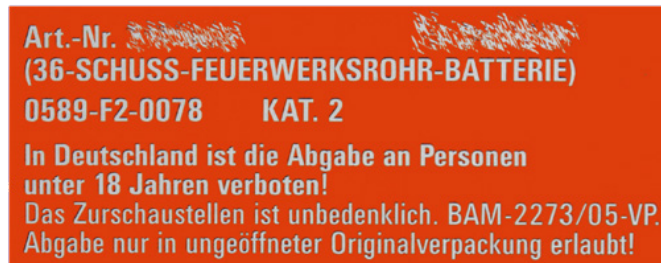 Art.-Nr.
(36-SCHUSS-FEUERWERKSROHR-BATTERIE)
0589-F2-0078 KAT. 2
In Deutschland ist die Abgabe an Personen
unter 18 Jahren verboten!
Das Zurschaustellen ist unbedenklich. BAM-2273/05-VP.
Abgabe nur in ungeöffneter Originalverpackung erlaubt!